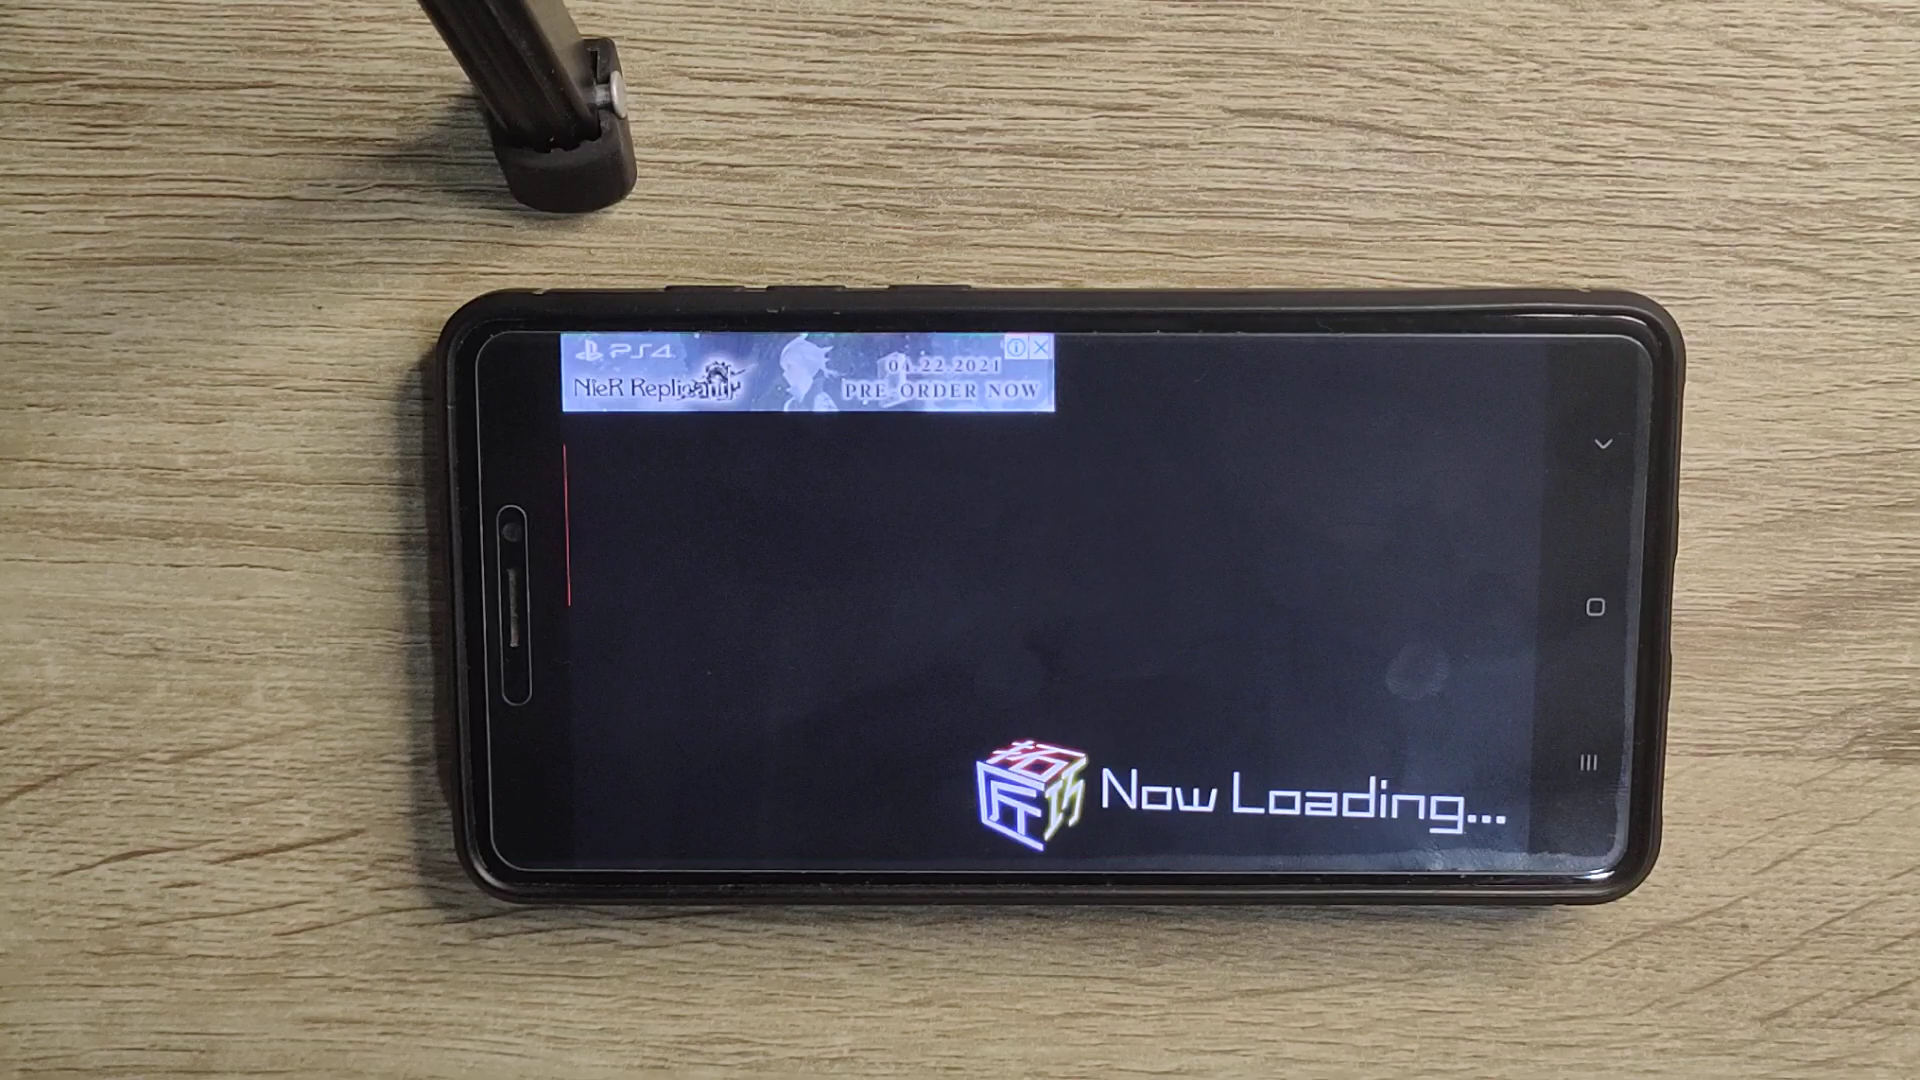 PS4
NieR Replicant
04.22.2021
PRE-ORDER NOW
拓
匠
巧
Now Loading...